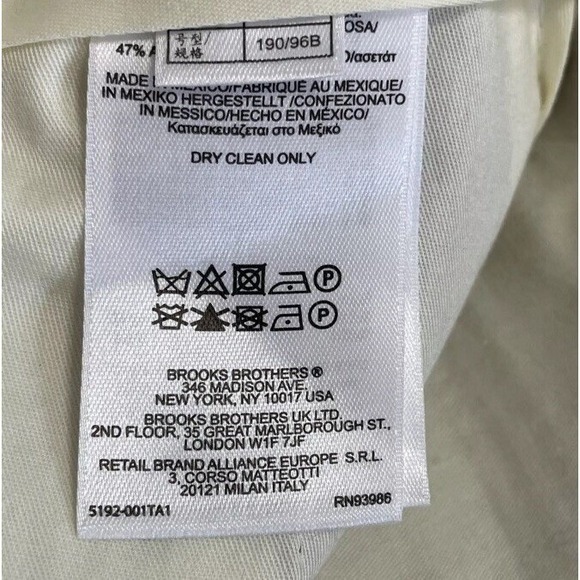 号型
规格
190/96B
OSA/
47% A
)/ασετάτ
MADE MEXICO/FABRIQUE AU MEXIQUE/
IN MEXIKO HERGESTELLT /CONFEZIONATO
IN MESSICO/HECHO EN MÉXICO/
Κατασκευάζεται στο Μεξικό
DRY CLEAN ONLY
P
P
BROOKS BROTHERS ®
346 MADISON AVE.
NEW YORK, NY 10017 USA
BROOKS BROTHERS UK LTD.
2ND FLOOR, 35 GREAT MARLBOROUGH ST.,
LONDON W1F 7JF
RETAIL BRAND ALLIANCE EUROPE S.R.L.
3, CORSO MATTEOTTI
20121 MILAN ITALY
5192-001TA1
RN93986